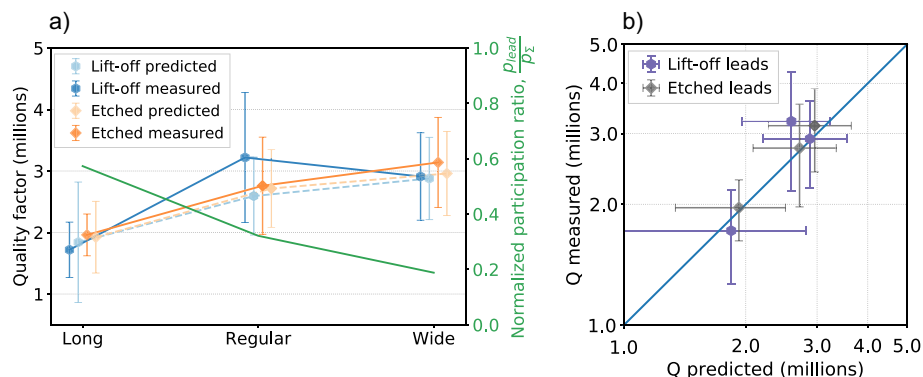 a)
Quality factor (millions)
5
4
3
2
1
Lift-off predicted
Lift-off measured
Etched predicted
Etched measured
Long
Regular
Wide
1.0
0.8
0.6
0.4
0.2
0.0
Normalized participation ratio, p_lead/p_Σ
b)
Q measured (millions)
5.0
4.0
3.0
2.0
1.0
Lift-off leads
Etched leads
1.0
2.0
3.0
4.0
5.0
Q predicted (millions)